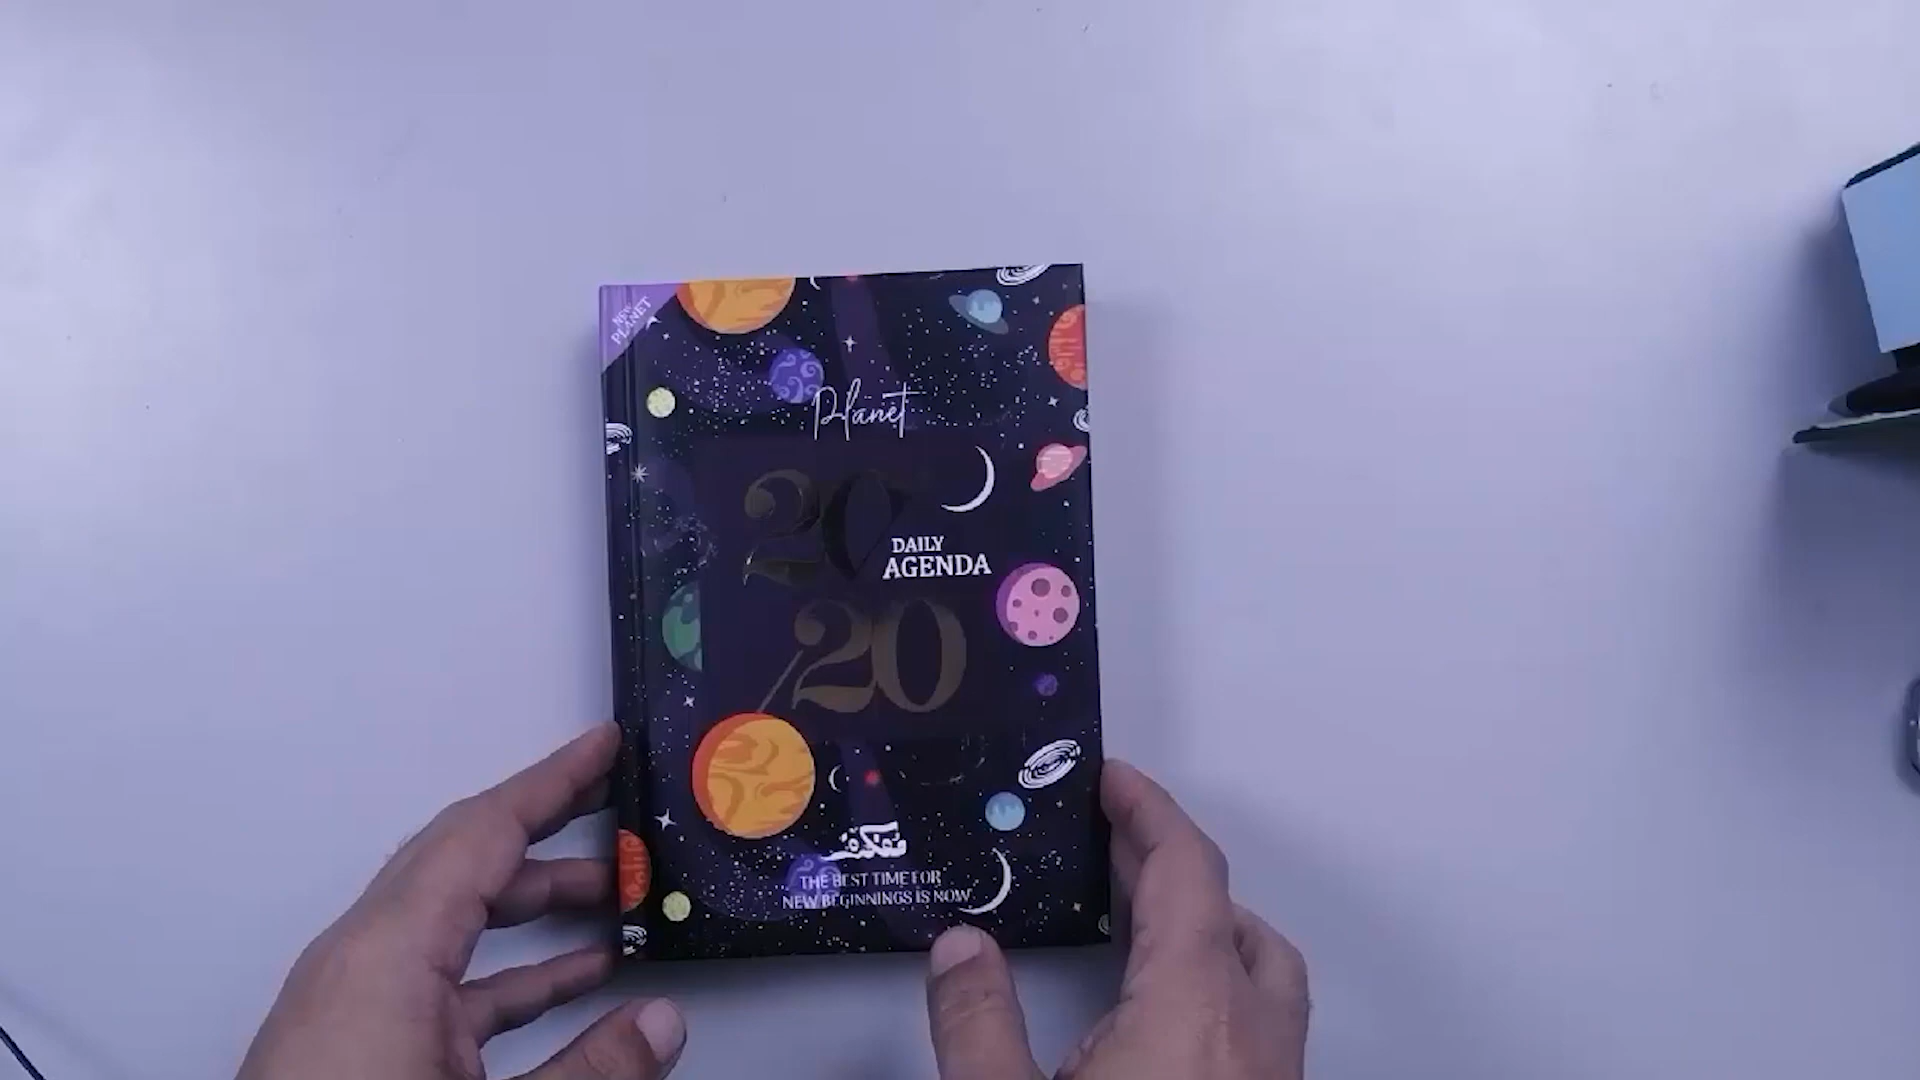 NEW
PLANET
Planet
20
DAILY
AGENDA
20
THE BEST TIME FOR
NEW BEGINNINGS IS NOW